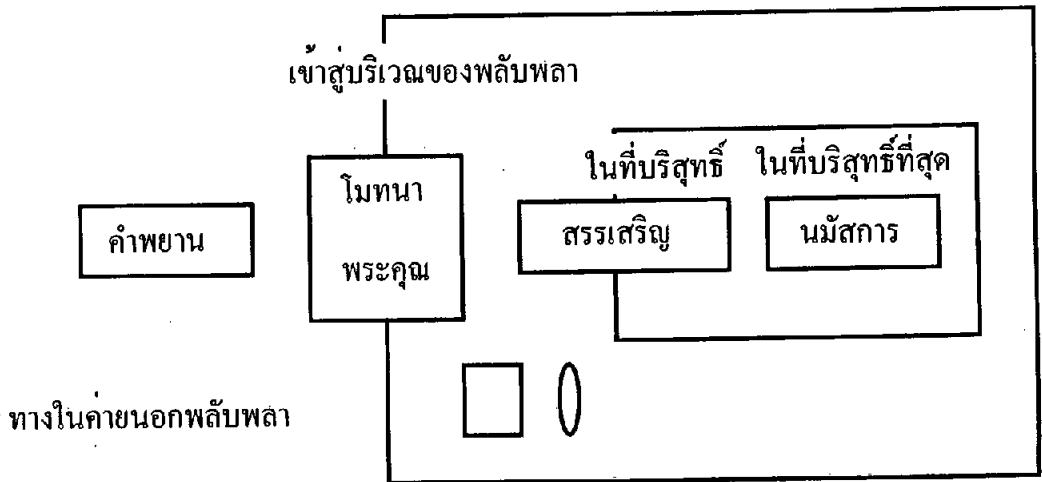 เข้าสู่บริเวณของพลับพลา
ในที่บริสุทธิ์
ในที่บริสุทธิ์ที่สุด
โมทนา
พระคุณ
คำพยาน
สรรเสริญ
นมัสการ
ทางในค่ายนอกพลับพลา